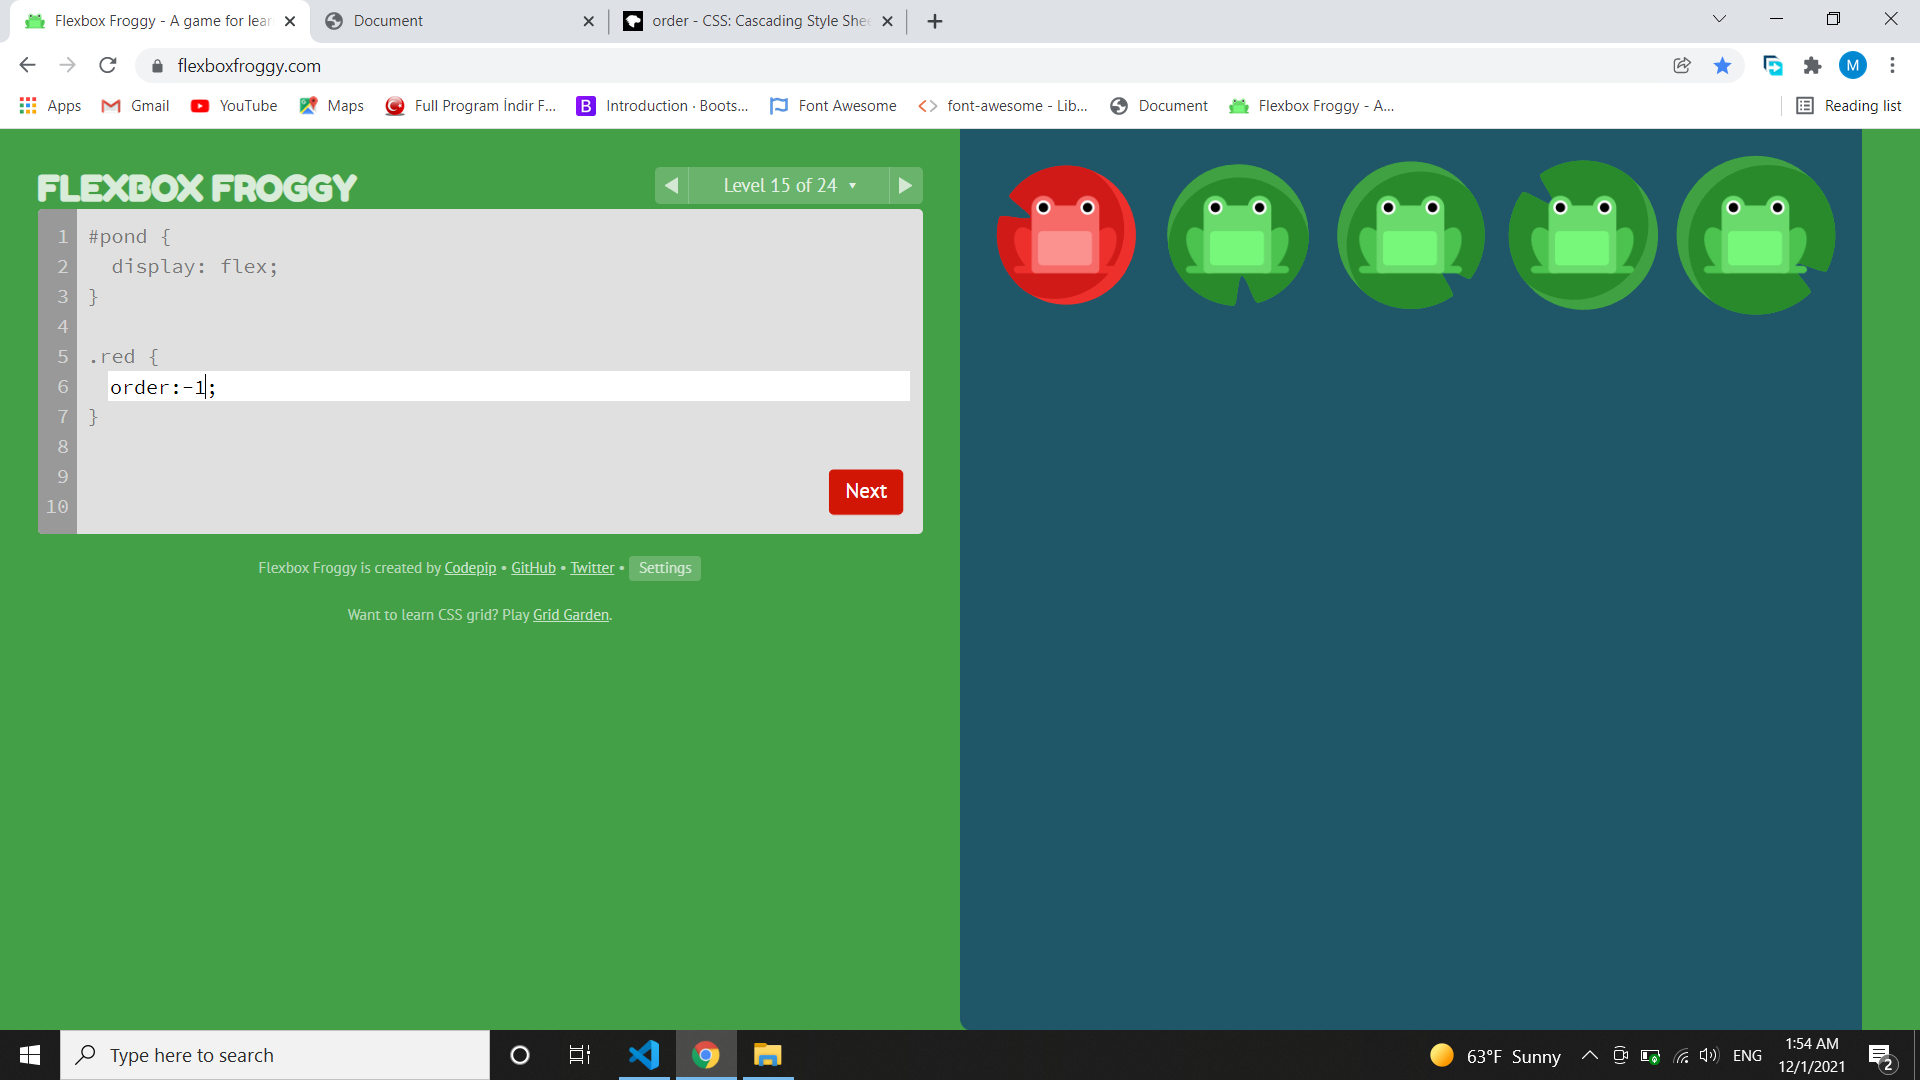 Flexbox Froggy - A game for lear
Document
order - CSS: Cascading Style Shee
flexboxfroggy.com
M
Apps
Gmail
YouTube
Maps
Full Program İndir F...
B
Introduction · Boots...
Font Awesome
font-awesome - Lib...
Document
Flexbox Froggy - A...
Reading list
FLEXBOX FROGGY
Level 15 of 24
1 #pond {
2 display: flex;
3 }
4
5 .red {
6 order:-1;
7 }
8
9
10
Next
Flexbox Froggy is created by Codepip • GitHub • Twitter • Settings
Want to learn CSS grid? Play Grid Garden.
Type here to search
63°F Sunny
ENG
1:54 AM
12/1/2021
2